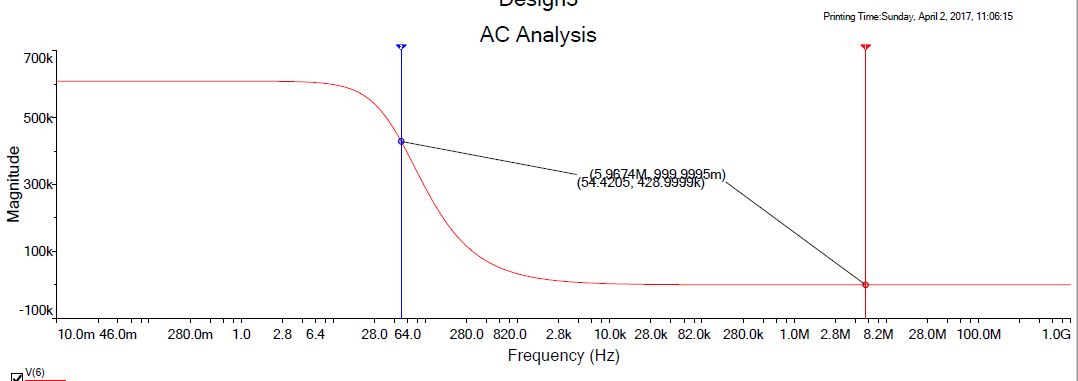 Design5
Printing Time:Sunday, April 2, 2017, 11:06:15
AC Analysis
700k
500k
300k
100k
-100k
Magnitude
(5.9674M, 999.9995m)
(54.4205, 428.9999k)
10.0m 46.0m 280.0m 1.0 2.8 6.4 28.0 64.0 280.0 820.0 2.8k 10.0k 28.0k 82.0k 280.0k 1.0M 2.8M 8.2M 28.0M 100.0M 1.0G
Frequency (Hz)
V(6)